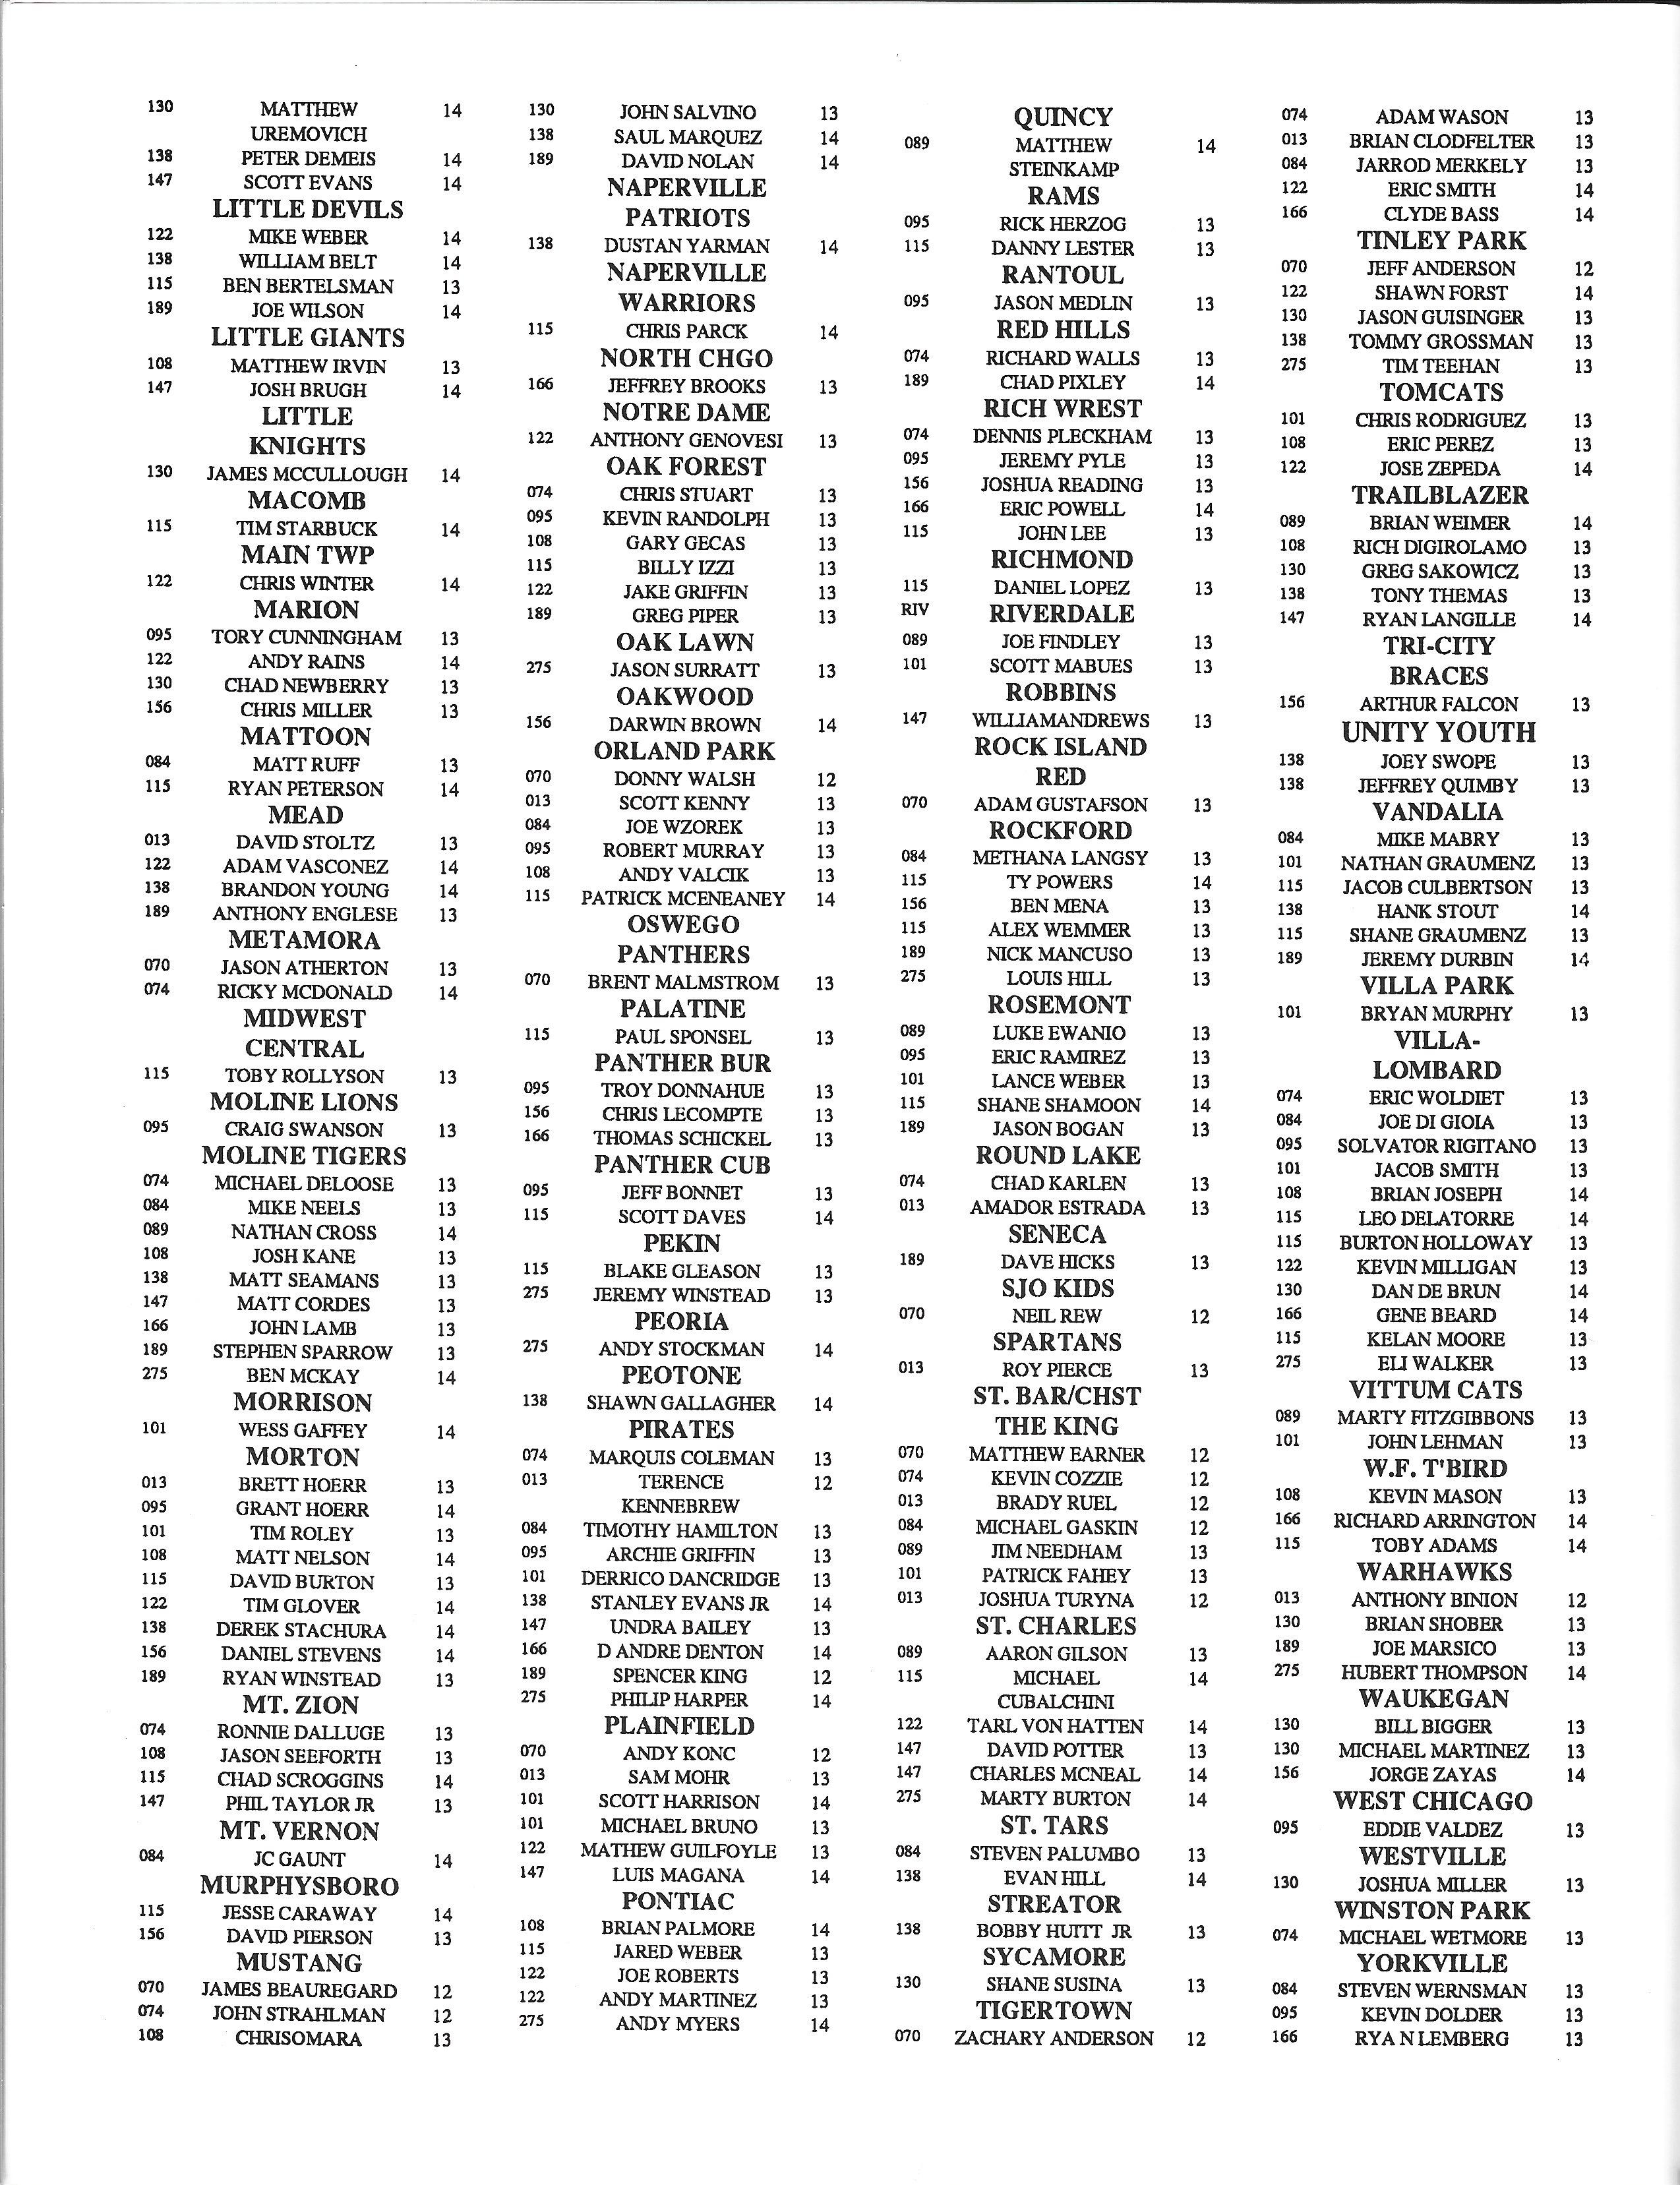 130 MATTHEW 14
UREMOVICH
138 PETER DEMEIS 14
147 SCOTT EVANS 14
LITTLE DEVILS
122 MIKE WEBER 14
138 WILLIAM BELT 14
115 BEN BERTELSMAN 13
189 JOE WILSON 14
LITTLE GIANTS
108 MATTHEW IRVIN 13
147 JOSH BRUGH 14
LITTLE
KNIGHTS
130 JAMES MCCULLOUGH 14
MACOMB
115 TIM STARBUCK 14
MAIN TWP
122 CHRIS WINTER 14
MARION
095 TORY CUNNINGHAM 13
122 ANDY RAINS 14
130 CHAD NEWBERRY 13
156 CHRIS MILLER 13
MATTOON
084 MATT RUFF 13
115 RYAN PETERSON 14
MEAD
013 DAVID STOLTZ 13
122 ADAM VASCONEZ 14
138 BRANDON YOUNG 14
189 ANTHONY ENGLESE 13
METAMORA
070 JASON ATHERTON 13
074 RICKY MCDONALD 14
MIDWEST
CENTRAL
115 TOBY ROLLYSON 13
MOLINE LIONS
095 CRAIG SWANSON 13
MOLINE TIGERS
074 MICHAEL DELOOSE 13
084 MIKE NEELS 13
089 NATHAN CROSS 14
108 JOSH KANE 13
138 MATT SEAMANS 13
147 MATT CORDES 13
166 JOHN LAMB 13
189 STEPHEN SPARROW 13
275 BEN MCKAY 14
MORRISON
101 WESS GAFFEY 14
MORTON
013 BRETT HOERR 13
095 GRANT HOERR 14
101 TIM ROLEY 13
108 MATT NELSON 14
115 DAVID BURTON 13
122 TIM GLOVER 14
138 DEREK STACHURA 14
156 DANIEL STEVENS 14
189 RYAN WINSTEAD 13
MT. ZION
074 RONNIE DALLUGE 13
108 JASON SEEFORTH 13
115 CHAD SCROGGINS 14
147 PHIL TAYLOR JR 13
MT. VERNON
084 JC GAUNT 14
MURPHYSBORO
115 JESSE CARAWAY 14
156 DAVID PIERSON 13
MUSTANG
070 JAMES BEAUREGARD 12
074 JOHN STRAHLMAN 12
108 CHRISOMARA 13
130 JOHN SALVINO 13
138 SAUL MARQUEZ 14
189 DAVID NOLAN 14
NAPERVILLE
PATRIOTS
138 DUSTAN YARMAN 14
NAPERVILLE
WARRIORS
115 CHRIS PARCK 14
NORTH CHGO
166 JEFFREY BROOKS 13
NOTRE DAME
122 ANTHONY GENOVESI 13
OAK FOREST
074 CHRIS STUART 13
095 KEVIN RANDOLPH 13
108 GARY GECAS 13
115 BILLY IZZI 13
122 JAKE GRIFFIN 13
189 GREG PIPER 13
OAK LAWN
275 JASON SURRATT 13
OAKWOOD
156 DARWIN BROWN 14
ORLAND PARK
070 DONNY WALSH 12
013 SCOTT KENNY 13
084 JOE WZOREK 13
095 ROBERT MURRAY 13
108 ANDY VALCIK 13
115 PATRICK MCENEANEY 14
OSWEGO
PANTHERS
070 BRENT MALMSTROM 13
PALATINE
115 PAUL SPONSEL 13
PANTHER BUR
095 TROY DONNAHUE 13
156 CHRIS LECOMPTE 13
166 THOMAS SCHICKEL 13
PANTHER CUB
095 JEFF BONNET 13
115 SCOTT DAVES 14
PEKIN
115 BLAKE GLEASON 13
275 JEREMY WINSTEAD 13
PEORIA
275 ANDY STOCKMAN 14
PEOTONE
138 SHAWN GALLAGHER 14
PIRATES
074 MARQUIS COLEMAN 13
013 TERENCE 12
KENNEBREW
084 TIMOTHY HAMILTON 13
095 ARCHIE GRIFFIN 13
101 DERRICO DANCRIDGE 13
138 STANLEY EVANS JR 14
147 UNDRA BAILEY 13
166 D ANDRE DENTON 14
189 SPENCER KING 12
275 PHILIP HARPER 14
PLAINFIELD
070 ANDY KONC 12
013 SAM MOHR 13
101 SCOTT HARRISON 14
101 MICHAEL BRUNO 13
122 MATHEW GUILFOYLE 13
147 LUIS MAGANA 14
PONTIAC
108 BRIAN PALMORE 14
115 JARED WEBER 13
122 JOE ROBERTS 13
122 ANDY MARTINEZ 13
275 ANDY MYERS 14
QUINCY
089 MATTHEW 14
STEINKAMP
RAMS
095 RICK HERZOG 13
115 DANNY LESTER 13
RANTOUL
095 JASON MEDLIN 13
RED HILLS
074 RICHARD WALLS 13
189 CHAD PIXLEY 14
RICH WREST
074 DENNIS PLECKHAM 13
095 JEREMY PYLE 13
156 JOSHUA READING 13
166 ERIC POWELL 14
115 JOHN LEE 13
RICHMOND
115 DANIEL LOPEZ 13
RIV RIVERDALE
089 JOE FINDLEY 13
101 SCOTT MABUES 13
ROBBINS
147 WILLIAMANDREWS 13
ROCK ISLAND
RED
070 ADAM GUSTAFSON 13
ROCKFORD
084 METHANA LANGSY 13
115 TY POWERS 14
156 BEN MENA 13
115 ALEX WEMMER 13
189 NICK MANCUSO 13
275 LOUIS HILL 13
ROSEMONT
089 LUKE EWANIO 13
095 ERIC RAMIREZ 13
101 LANCE WEBER 13
115 SHANE SHAMOON 14
189 JASON BOGAN 13
ROUND LAKE
074 CHAD KARLEN 13
013 AMADOR ESTRADA 13
SENECA
189 DAVE HICKS 13
SJO KIDS
070 NEIL REW 12
SPARTANS
013 ROY PIERCE 13
ST. BAR/CHST
THE KING
070 MATTHEW EARNER 12
074 KEVIN COZZIE 12
013 BRADY RUEL 12
084 MICHAEL GASKIN 12
089 JIM NEEDHAM 13
101 PATRICK FAHEY 13
013 JOSHUA TURYNA 12
ST. CHARLES
089 AARON GILSON 13
115 MICHAEL 14
CUBALCHINI
122 TARL VON HATTEN 14
147 DAVID POTTER 13
147 CHARLES MCNEAL 14
275 MARTY BURTON 14
ST. TARS
084 STEVEN PALUMBO 13
138 EVAN HILL 14
STREATOR
138 BOBBY HUTT JR 13
SYCAMORE
130 SHANE SUSINA 13
TIGERTOWN
070 ZACHARY ANDERSON 12
074 ADAM WASON 13
013 BRIAN CLODFELTER 13
084 JARROD MERKELY 13
122 ERIC SMITH 14
166 CLYDE BASS 14
TINLEY PARK
070 JEFF ANDERSON 12
122 SHAWN FORST 14
130 JASON GUISINGER 13
138 TOMMY GROSSMAN 13
275 TIM TEEHAN 13
TOMCATS
101 CHRIS RODRIGUEZ 13
108 ERIC PEREZ 13
122 JOSE ZEPEDA 14
TRAILBLAZER
089 BRIAN WEIMER 14
108 RICH DIGIROLAMO 13
130 GREG SAKOWICZ 13
138 TONY THEMAS 13
147 RYAN LANGILLE 14
TRI-CITY
BRACES
156 ARTHUR FALCON 13
UNITY YOUTH
138 JOEY SWOPE 13
138 JEFFREY QUIMBY 13
VANDALIA
084 MIKE MABRY 13
101 NATHAN GRAUMENZ 13
115 JACOB CULBERTSON 13
138 HANK STOUT 14
115 SHANE GRAUMENZ 13
189 JEREMY DURBIN 14
VILLA PARK
101 BRYAN MURPHY 13
VILLA-
LOMBARD
074 ERIC WOLDIET 13
084 JOE DI GIOIA 13
095 SOLVATOR RIGITANO 13
101 JACOB SMITH 13
108 BRIAN JOSEPH 14
115 LEO DELATORRE 14
115 BURTON HOLLOWAY 13
122 KEVIN MILLIGAN 13
130 DAN DE BRUN 14
166 GENE BEARD 14
115 KELAN MOORE 13
275 ELI WALKER 13
VITTUM CATS
089 MARTY FITZGIBBONS 13
101 JOHN LEHMAN 13
W.F. T'BIRD
108 KEVIN MASON 13
166 RICHARD ARRINGTON 14
115 TOBY ADAMS 14
WARHAWKS
013 ANTHONY BINION 12
130 BRIAN SHOBER 13
189 JOE MARSICO 13
275 HUBERT THOMPSON 14
WAUKEGAN
130 BILL BIGGER 13
130 MICHAEL MARTINEZ 13
156 JORGE ZAYAS 14
WEST CHICAGO
095 EDDIE VALDEZ 13
WESTVILLE
130 JOSHUA MILLER 13
WINSTON PARK
074 MICHAEL WETMORE 13
YORKVILLE
084 STEVEN WERNSMAN 13
095 KEVIN DOLDER 13
166 RYA N LEMBERG 13